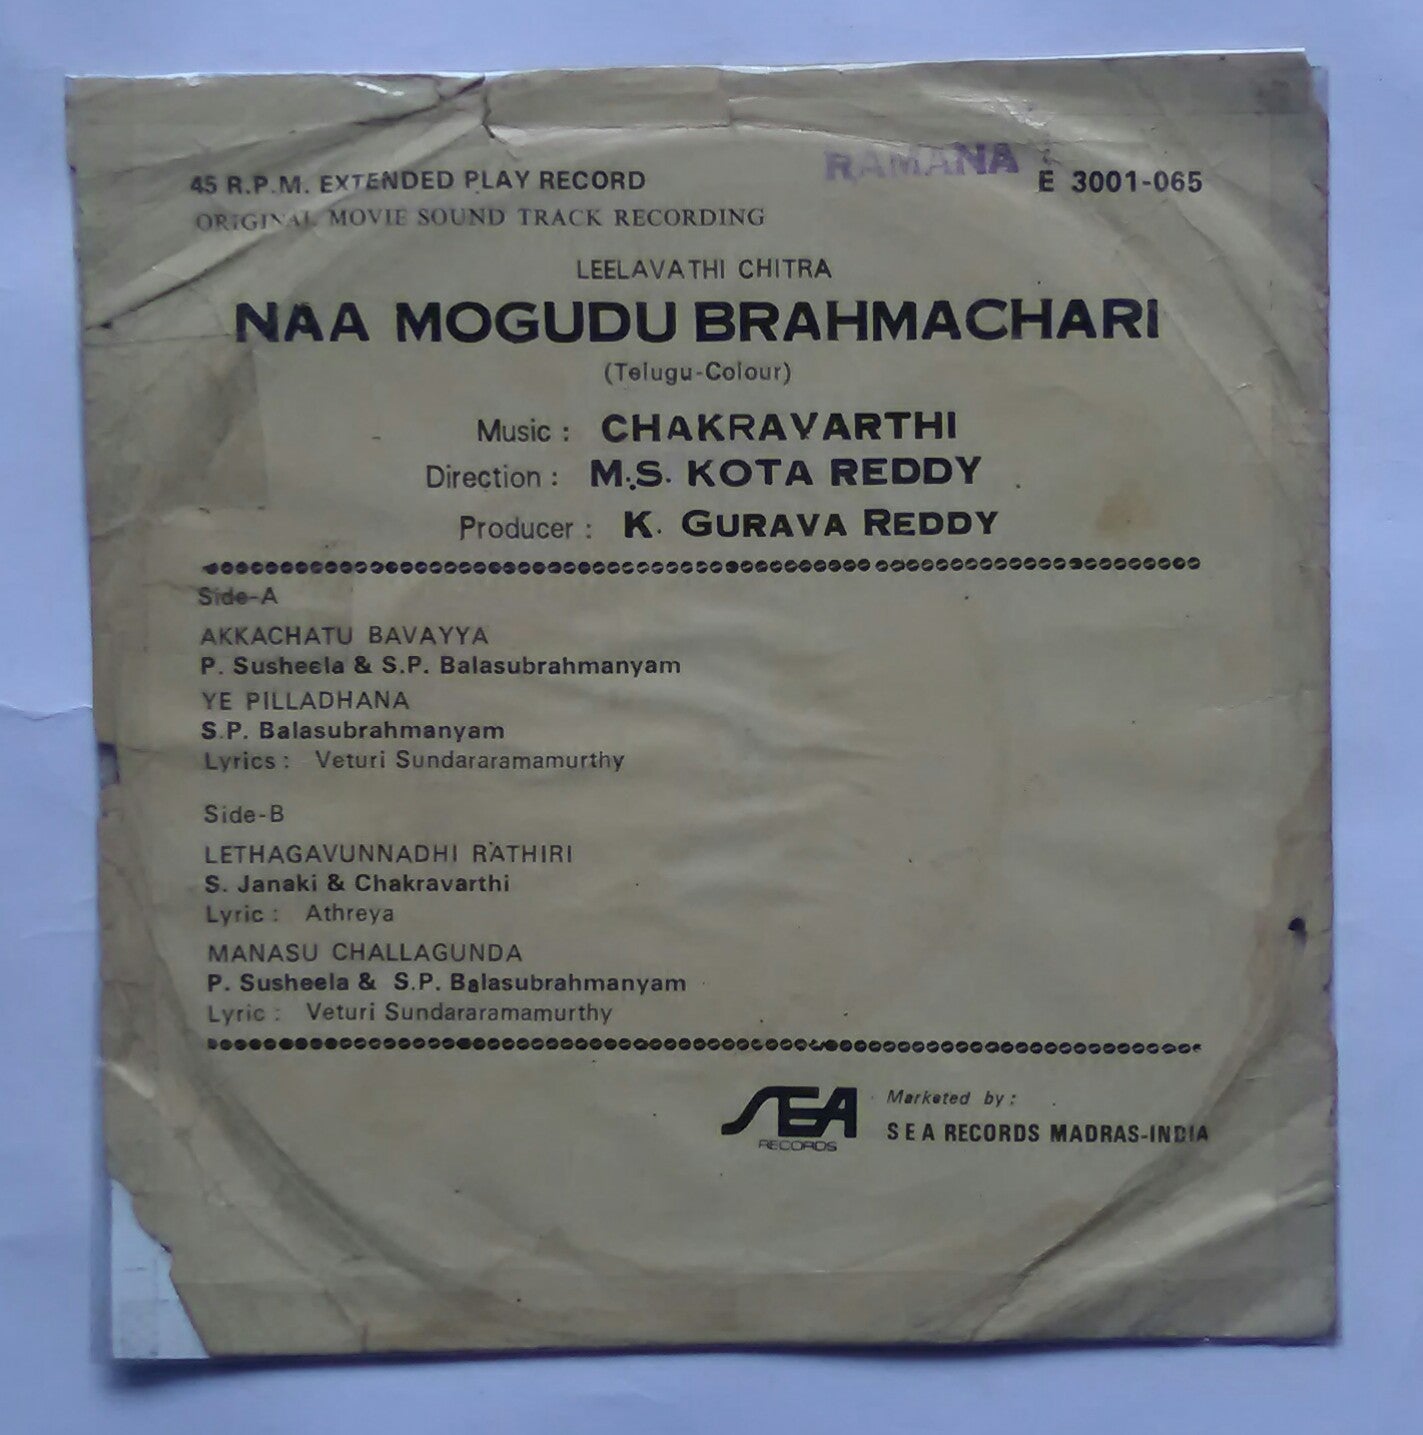 45 R.P.M. EXTENDED PLAY RECORD
RAMANA
E 3001-065
ORIGINAL MOVIE SOUND TRACK RECORDING
LEELAVATHI CHITRA
NAA MOGUDU BRAHMACHARI
(Telugu-Colour)
Music : CHAKRAVARTHI
Direction : M.S. KOTA REDDY
Producer : K. GURAVA REDDY
Side-A
AKKACHATU BAVAYYA
P. Susheela & S.P. Balasubrahmanyam
YE PILLADHANA
S.P. Balasubrahmanyam
Lyrics : Veturi Sundararamamurthy
Side-B
LETHAGAVUNNADHI RATHIRI
S. Janaki & Chakravarthi
Lyric : Athreya
MANASU CHALLAGUNDA
P. Susheela & S.P. Balasubrahmanyam
Lyric : Veturi Sundararamamurthy
SEA
RECORDS
Marketed by :
SEA RECORDS MADRAS-INDIA